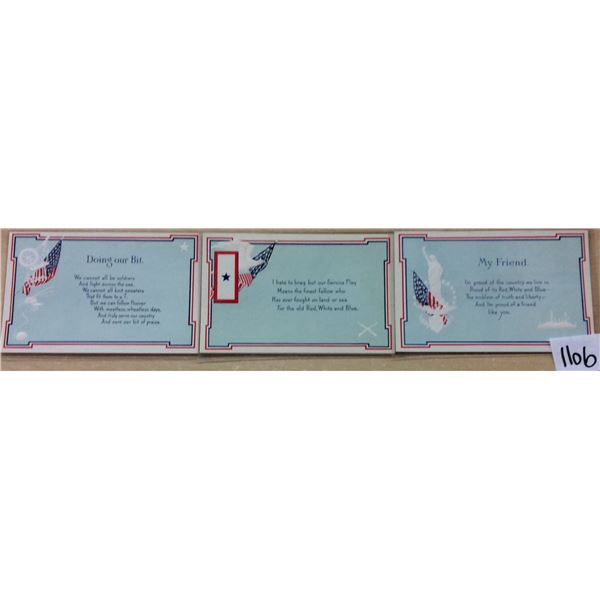 Doing our Bit.
We cannot all be soldiers
And fight across the sea,
We cannot all knit sweaters
That fit them to a T
But we can follow Hoover
With meatless, wheatless days,
And truly serve our country
And earn our bit of praise.
I hate to brag but our Service Flag
Means the finest fellow who
Has ever fought on land or sea
For the old Red, White and Blue.
My Friend
I'm proud of the country we live in,
Proud of its Red, White and Blue—
The emblem of truth and liberty—
And I'm proud of a friend
like you.
1106